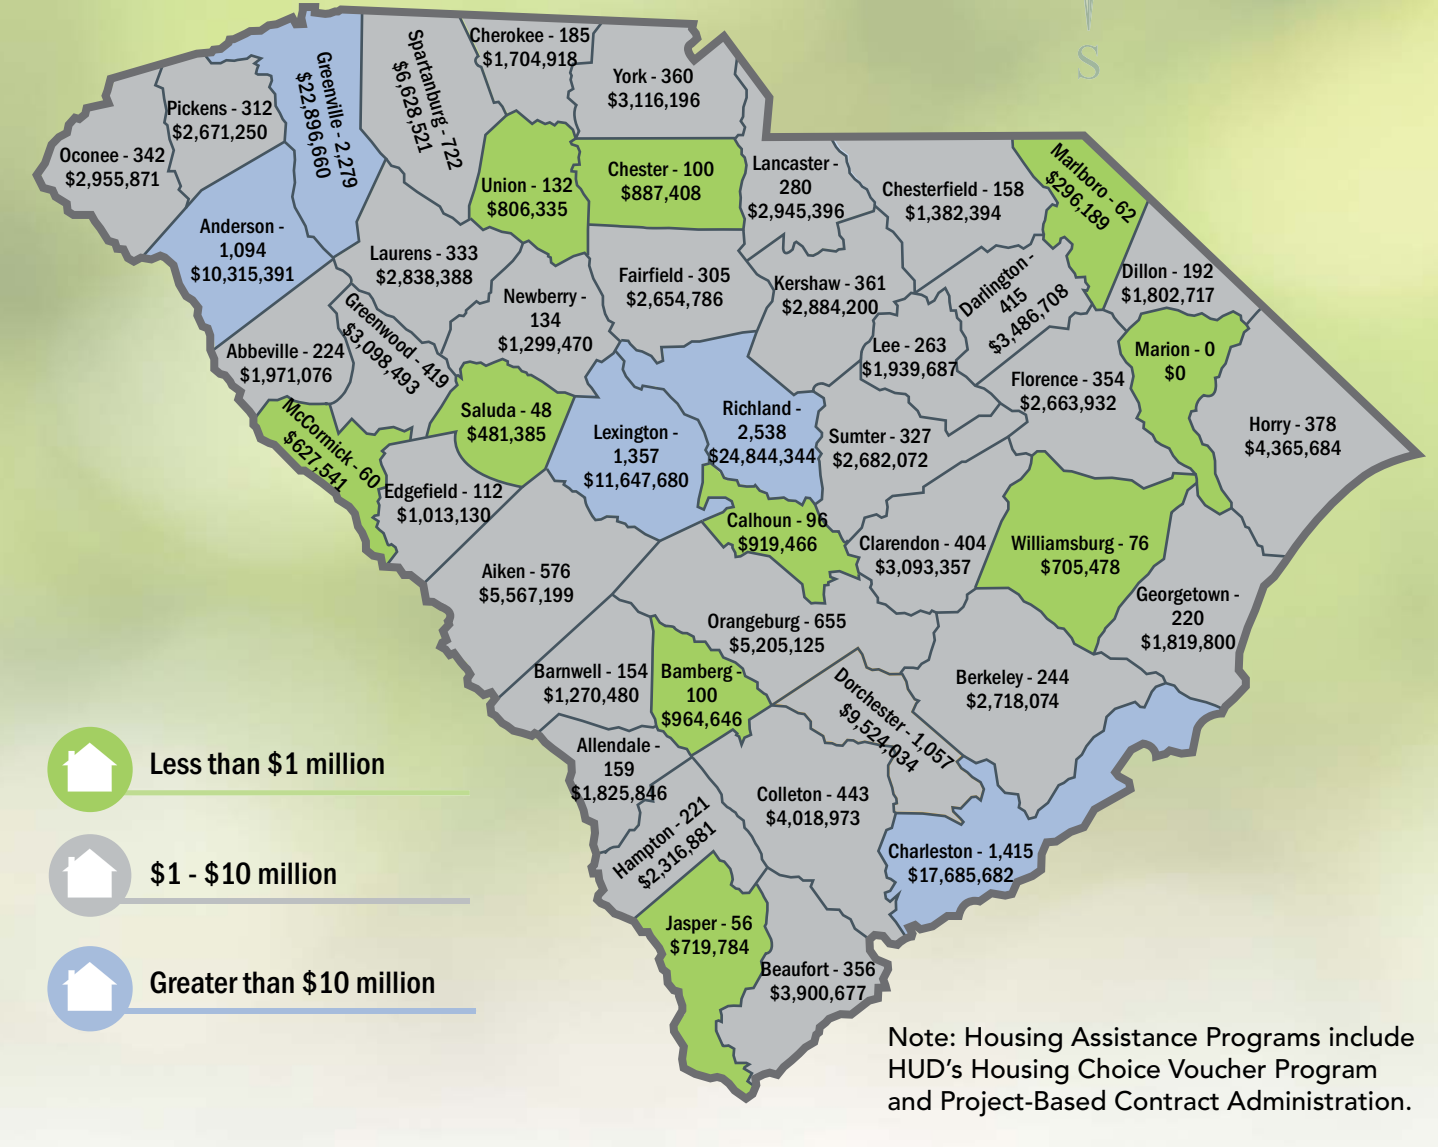 S
Cherokee - 185
$1,704,918
York - 360
$3,116,196
Spartanburg - 722
$6,628,521
Greenville - 2,279
$22,896,660
Pickens - 312
$2,671,250
Oconee - 342
$2,955,871
Anderson -
1,094
$10,315,391
Union - 132
$806,335
Chester - 100
$887,408
Lancaster -
280
$2,945,396
Chesterfield - 158
$1,382,394
Marlboro - 62
$296,189
Laurens - 333
$2,838,388
Newberry -
134
$1,299,470
Fairfield - 305
$2,654,786
Kershaw - 361
$2,884,200
Darlington -
415
$3,486,708
Dillon - 192
$1,802,717
Abbeville - 224
$1,971,076
Greenwood - 419
$3,098,493
Lee - 263
$1,939,687
Florence - 354
$2,663,932
Marion - 0
$0
McCormick - 60
$627,541
Saluda - 48
$481,385
Lexington -
1,357
$11,647,680
Richland -
2,538
$24,844,344
Sumter - 327
$2,682,072
Horry - 378
$4,365,684
Edgefield - 112
$1,013,130
Calhoun - 96
$919,466
Clarendon - 404
$3,093,357
Williamsburg - 76
$705,478
Aiken - 576
$5,567,199
Orangeburg - 655
$5,205,125
Georgetown -
220
$1,819,800
Barnwell - 154
$1,270,480
Bamberg -
100
$964,646
Dorchester - 1,057
$9,524,034
Berkeley - 244
$2,718,074
Allendale -
159
$1,825,846
Hampton - 221
$2,316,881
Colleton - 443
$4,018,973
Charleston - 1,415
$17,685,682
Jasper - 56
$719,784
Beaufort - 356
$3,900,677
Less than $1 million
$1 - $10 million
Greater than $10 million
Note: Housing Assistance Programs include
HUD's Housing Choice Voucher Program
and Project-Based Contract Administration.